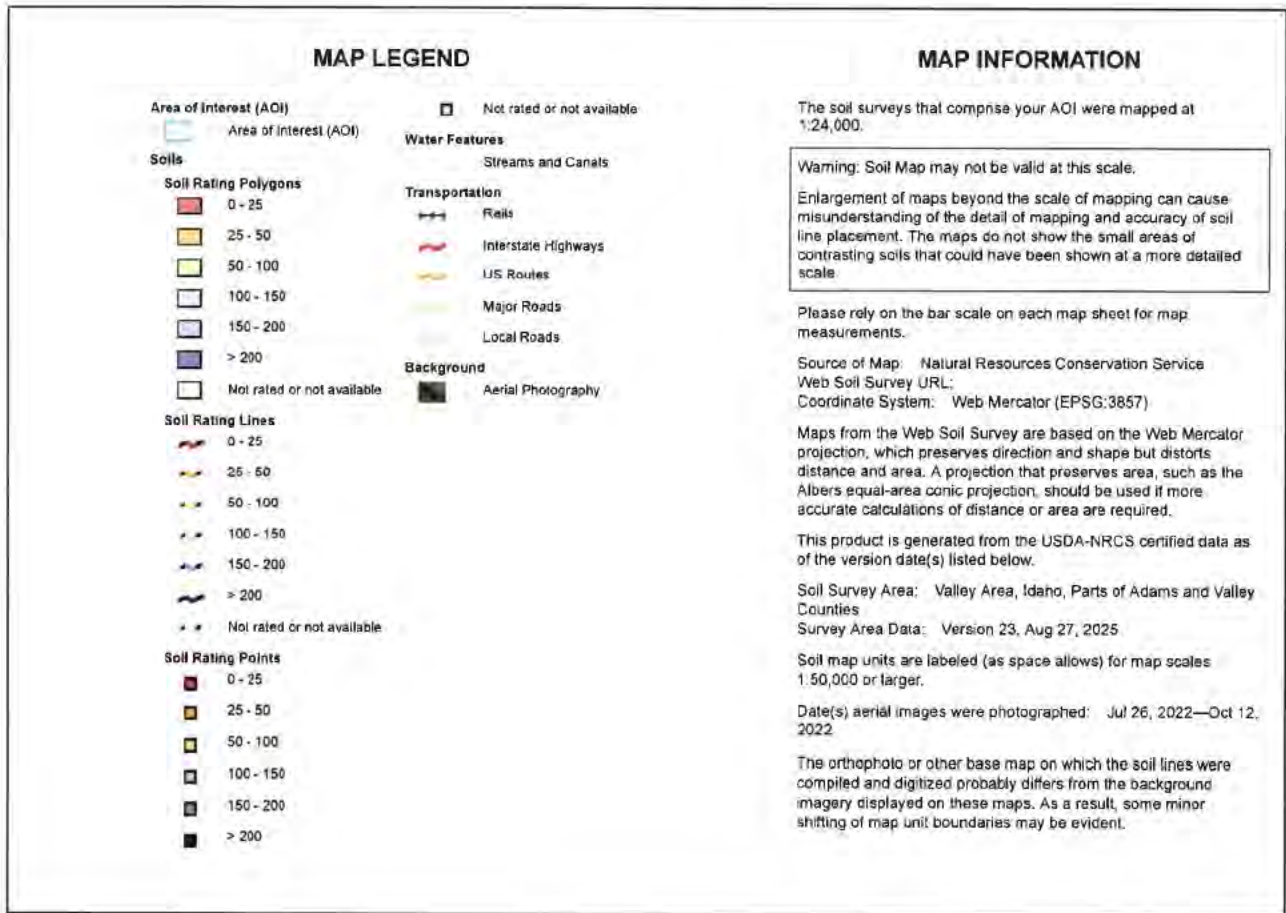 MAP LEGEND
Area of Interest (AOI)
Area of Interest (AOI)
Soils
Soil Rating Polygons
0 - 25
25 - 50
50 - 100
100 - 150
150 - 200
> 200
Not rated or not available
Soil Rating Lines
0 - 25
25 - 50
50 - 100
100 - 150
150 - 200
> 200
Not rated or not available
Soil Rating Points
0 - 25
25 - 50
50 - 100
100 - 150
150 - 200
> 200
Not rated or not available
Water Features
Streams and Canals
Transportation
Rails
Interstate Highways
US Routes
Major Roads
Local Roads
Background
Aerial Photography
MAP INFORMATION
The soil surveys that comprise your AOI were mapped at
1:24,000.
Warning: Soil Map may not be valid at this scale.
Enlargement of maps beyond the scale of mapping can cause
misunderstanding of the detail of mapping and accuracy of soil
line placement. The maps do not show the small areas of
contrasting soils that could have been shown at a more detailed
scale.
Please rely on the bar scale on each map sheet for map
measurements.
Source of Map: Natural Resources Conservation Service
Web Soil Survey URL:
Coordinate System: Web Mercator (EPSG:3857)
Maps from the Web Soil Survey are based on the Web Mercator
projection, which preserves direction and shape but distorts
distance and area. A projection that preserves area, such as the
Albers equal-area conic projection, should be used if more
accurate calculations of distance or area are required.
This product is generated from the USDA-NRCS certified data as
of the version date(s) listed below.
Soil Survey Area: Valley Area, Idaho, Parts of Adams and Valley
Counties
Survey Area Data: Version 23, Aug 27, 2025
Soil map units are labeled (as space allows) for map scales
1:50,000 or larger.
Date(s) aerial images were photographed: Jul 26, 2022—Oct 12,
2022
The orthophoto or other base map on which the soil lines were
compiled and digitized probably differs from the background
imagery displayed on these maps. As a result, some minor
shifting of map unit boundaries may be evident.